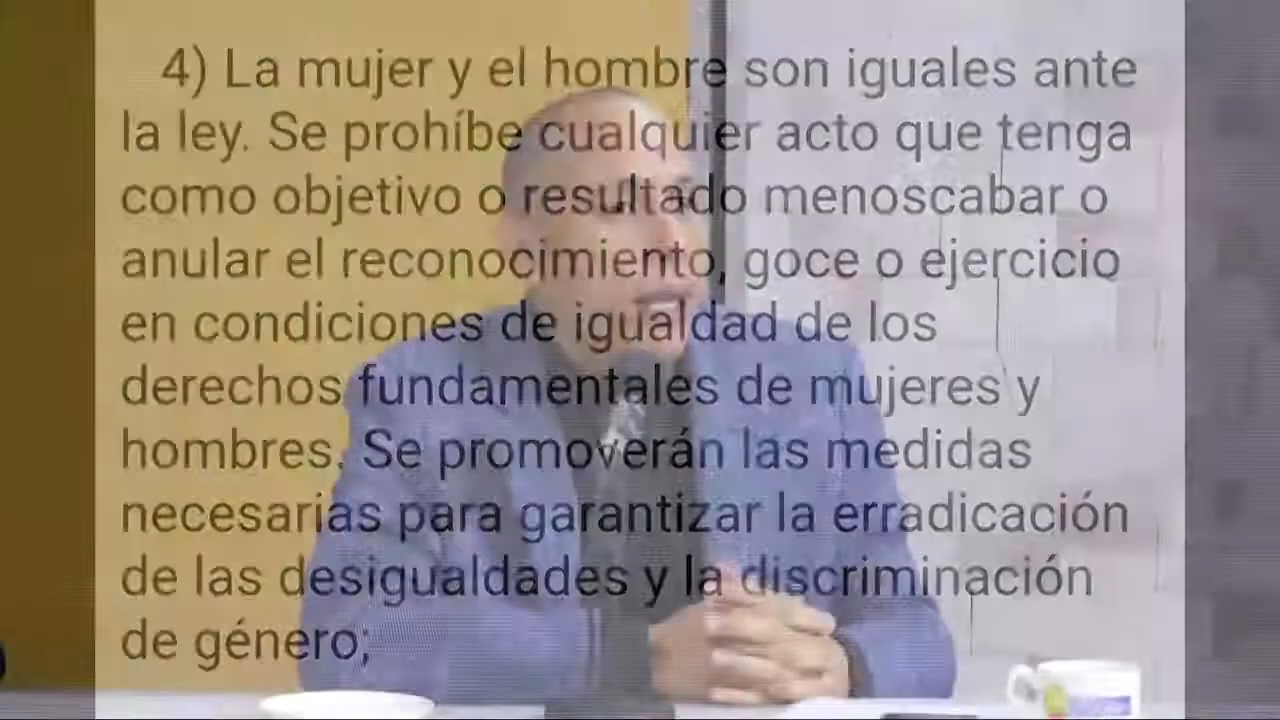 4) La mujer y el hombre son iguales ante
la ley. Se prohíbe cualquier acto que tenga
como objetivo o resultado menoscabar o
anular el reconocimiento, goce o ejercicio
en condiciones de igualdad de los
derechos fundamentales de mujeres y
hombres. Se promoverán las medidas
necesarias para garantizar la erradicación
de las desigualdades y la discriminación
de género;